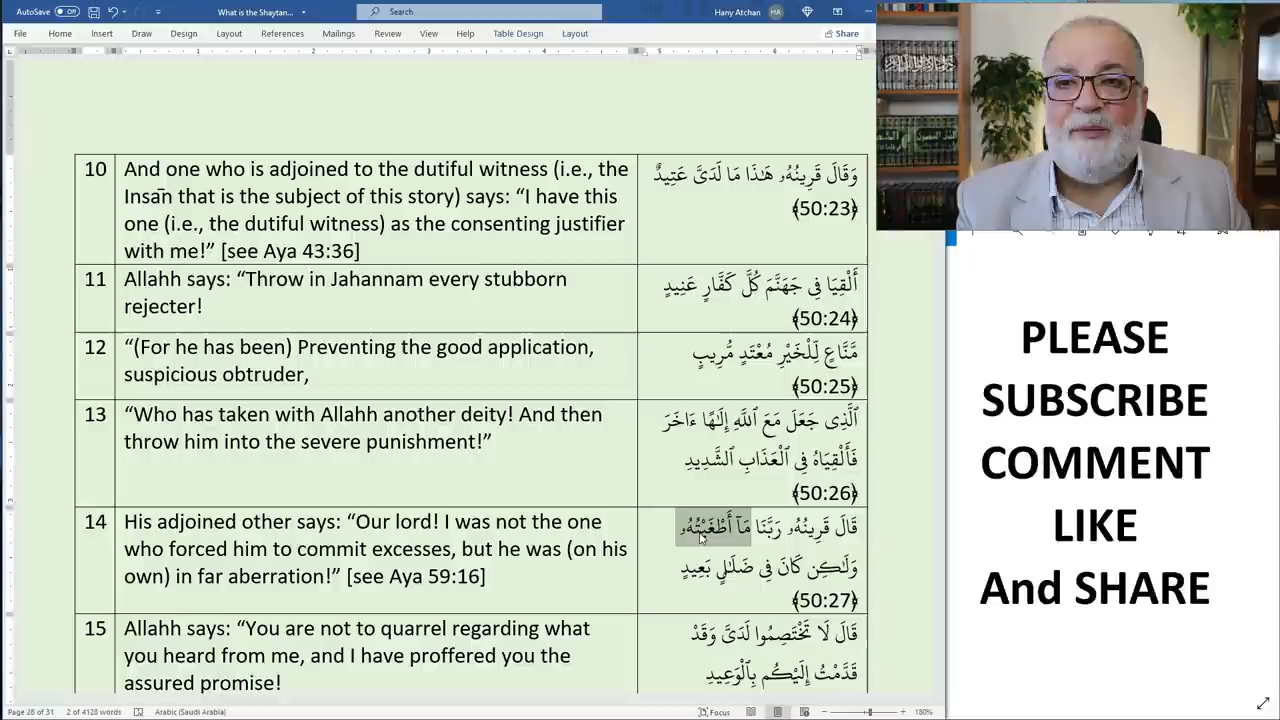 AutoSave Off What is the Shaytan... Search Hany Atchan HA
File Home Insert Draw Design Layout References Mailings Review View Help Table Design Layout Share
10 And one who is adjoined to the dutiful witness (i.e., the
Insān that is the subject of this story) says: “I have this
one (i.e., the dutiful witness) as the consenting justifier
with me!” [see Aya 43:36]
وَقَالَ قَرِينُهُۥ هَٰذَا مَا لَدَىَّ عَتِيدٌ
﴿50:23﴾
11 Allahh says: “Throw in Jahannam every stubborn
rejecter!
أَلْقِيَا فِى جَهَنَّمَ كُلَّ كَفَّارٍ عَنِيدٍ
﴿50:24﴾
12 “(For he has been) Preventing the good application,
suspicious obtruder,
مَّنَّاعٍ لِّلْخَيْرِ مُعْتَدٍ مُّرِيبٍ
﴿50:25﴾
13 “Who has taken with Allahh another deity! And then
throw him into the severe punishment!”
ٱلَّذِى جَعَلَ مَعَ ٱللَّهِ إِلَٰهًا ءَاخَرَ
فَأَلْقِيَاهُ فِى ٱلْعَذَابِ ٱلشَّدِيدِ
﴿50:26﴾
14 His adjoined other says: “Our lord! I was not the one
who forced him to commit excesses, but he was (on his
own) in far aberration!” [see Aya 59:16]
قَالَ قَرِينُهُۥ رَبَّنَا مَآ أَطْغَيْتُهُۥ
وَلَٰكِن كَانَ فِى ضَلَٰلٍۭ بَعِيدٍ
﴿50:27﴾
15 Allahh says: “You are not to quarrel regarding what
you heard from me, and I have proffered you the
assured promise!
قَالَ لَا تَخْتَصِمُوا لَدَىَّ وَقَدْ
قَدَّمْتُ إِلَيْكُم بِٱلْوَعِيدِ
PLEASE
SUBSCRIBE
COMMENT
LIKE
And SHARE
Page 28 of 31 2 of 4128 words Arabic (Saudi Arabia) Focus 180%